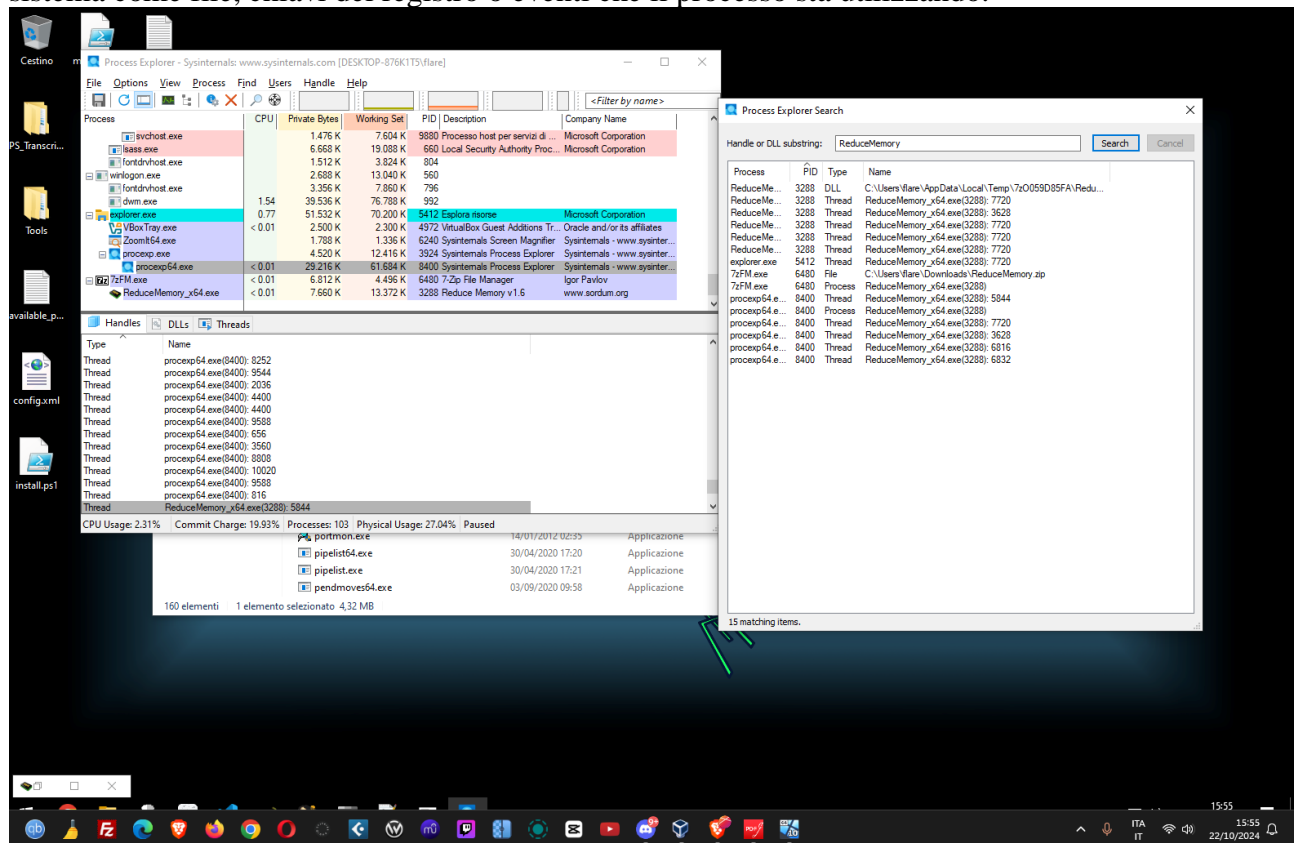 sistema come file, chiavi del registro o eventi che il processo sta utilizzando.
Cestino
PS_Transcri...
Tools
available_p...
config.xml
install.ps1
Process Explorer - Sysinternals: www.sysinternals.com [DESKTOP-876K1T5\flare]
File Options View Process Find Users Handle Help
<Filter by name>
Process CPU Private Bytes Working Set PID Description Company Name
svchost.exe 1.476 K 7.604 K 9880 Processo host per servizi di ... Microsoft Corporation
lsass.exe 6.668 K 19.088 K 660 Local Security Authority Proc... Microsoft Corporation
fontdrvhost.exe 1.512 K 3.824 K 804
winlogon.exe 2.688 K 13.040 K 560
fontdrvhost.exe 3.356 K 7.860 K 796
dwm.exe 1.54 39.536 K 76.788 K 992
explorer.exe 0.77 51.532 K 70.200 K 5412 Esplora risorse Microsoft Corporation
VBoxTray.exe < 0.01 2.500 K 2.300 K 4972 VirtualBox Guest Additions Tr... Oracle and/or its affiliates
ZoomIt64.exe 1.788 K 1.336 K 6240 Sysinternals Screen Magnifier Sysinternals - www.sysinter...
procexp.exe 4.520 K 12.416 K 3924 Sysinternals Process Explorer Sysinternals - www.sysinter...
procexp64.exe < 0.01 29.216 K 61.684 K 8400 Sysinternals Process Explorer Sysinternals - www.sysinter...
7zFM.exe < 0.01 6.812 K 4.496 K 6480 7-Zip File Manager Igor Pavlov
ReduceMemory_x64.exe < 0.01 7.660 K 13.372 K 3288 Reduce Memory v1.6 www.sordum.org
Handles DLLs Threads
Type Name
Thread procexp64.exe(8400): 8252
Thread procexp64.exe(8400): 9544
Thread procexp64.exe(8400): 2036
Thread procexp64.exe(8400): 4400
Thread procexp64.exe(8400): 4400
Thread procexp64.exe(8400): 9588
Thread procexp64.exe(8400): 656
Thread procexp64.exe(8400): 3560
Thread procexp64.exe(8400): 8808
Thread procexp64.exe(8400): 10020
Thread procexp64.exe(8400): 9588
Thread procexp64.exe(8400): 816
Thread ReduceMemory_x64.exe(3288): 5844
CPU Usage: 2.31% Commit Charge: 19.93% Processes: 103 Physical Usage: 27.04% Paused
portmon.exe 14/01/2012 02:35 Applicazione
pipelist64.exe 30/04/2020 17:20 Applicazione
pipelist.exe 30/04/2020 17:21 Applicazione
pendmoves64.exe 03/09/2020 09:58 Applicazione
160 elementi 1 elemento selezionato 4,32 MB
Process Explorer Search
Handle or DLL substring: ReduceMemory Search Cancel
Process PID Type Name
ReduceMe... 3288 DLL C:\Users\flare\AppData\Local\Temp\7zO059D85FA\Redu...
ReduceMe... 3288 Thread ReduceMemory_x64.exe(3288): 7720
ReduceMe... 3288 Thread ReduceMemory_x64.exe(3288): 3628
ReduceMe... 3288 Thread ReduceMemory_x64.exe(3288): 7720
ReduceMe... 3288 Thread ReduceMemory_x64.exe(3288): 7720
ReduceMe... 3288 Thread ReduceMemory_x64.exe(3288): 7720
explorer.exe 5412 Thread ReduceMemory_x64.exe(3288): 7720
7zFM.exe 6480 File C:\Users\flare\Downloads\ReduceMemory.zip
7zFM.exe 6480 Process ReduceMemory_x64.exe(3288)
procexp64.e... 8400 Thread ReduceMemory_x64.exe(3288): 5844
procexp64.e... 8400 Process ReduceMemory_x64.exe(3288)
procexp64.e... 8400 Thread ReduceMemory_x64.exe(3288): 7720
procexp64.e... 8400 Thread ReduceMemory_x64.exe(3288): 3628
procexp64.e... 8400 Thread ReduceMemory_x64.exe(3288): 6816
procexp64.e... 8400 Thread ReduceMemory_x64.exe(3288): 6832
15 matching items.
15:55
ITA
IT
15:55
22/10/2024